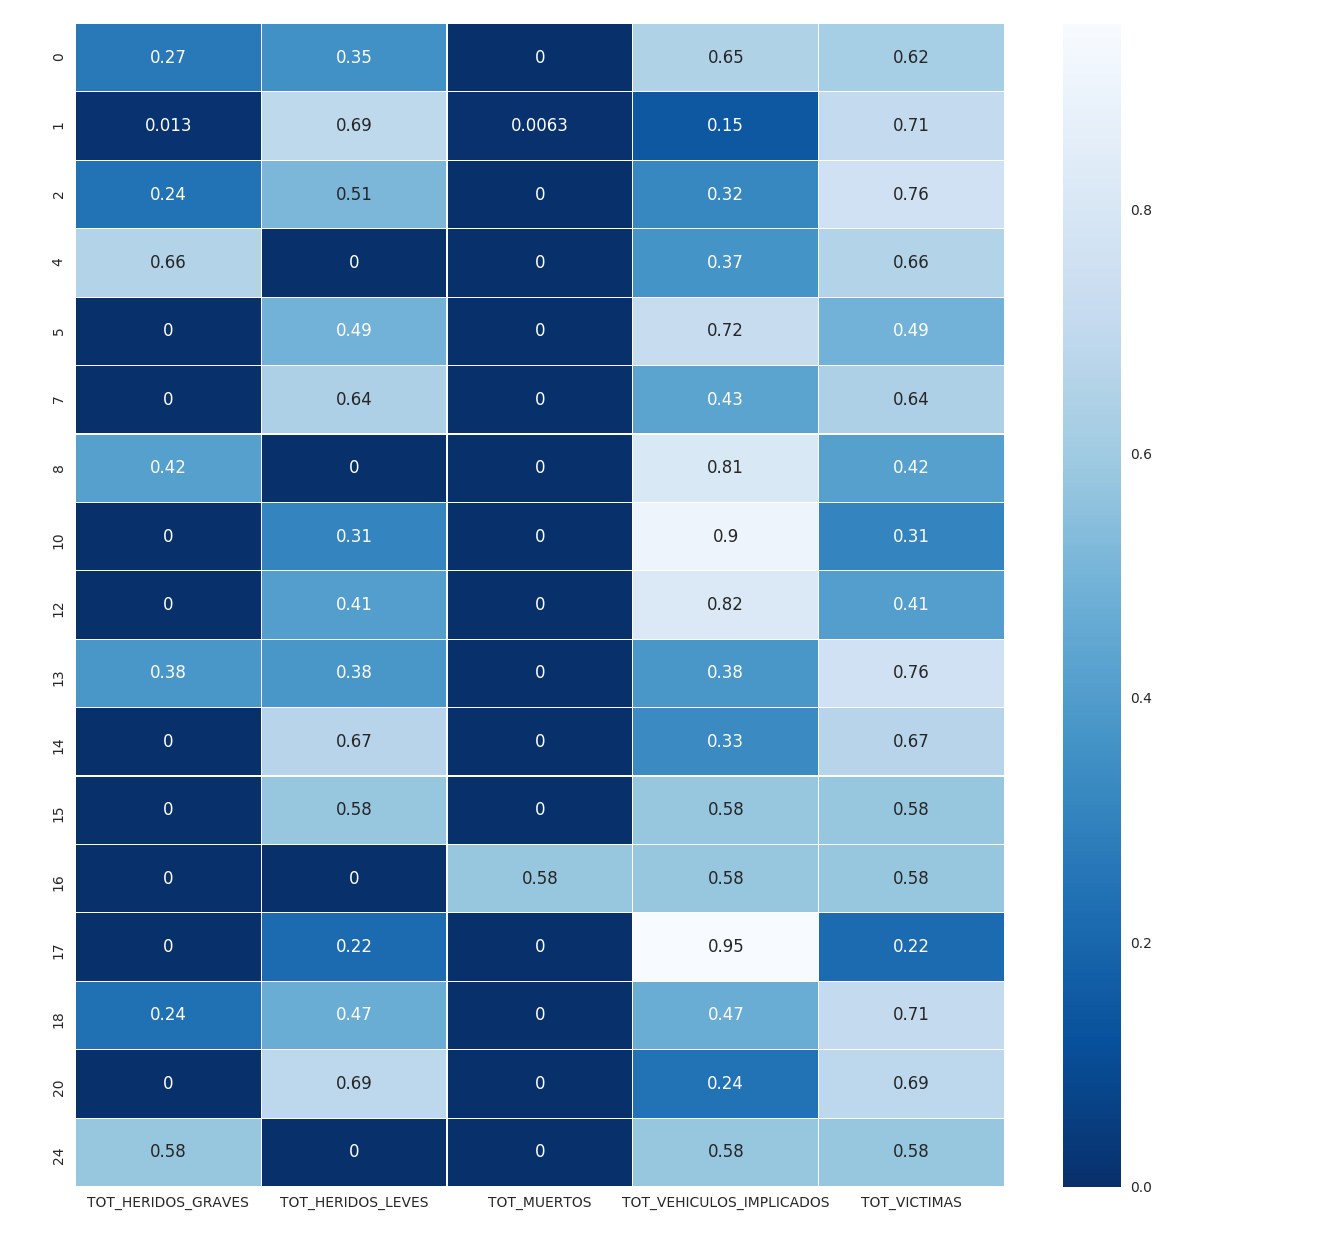 0 0.27 0.35 0 0.65 0.62
1 0.013 0.69 0.0063 0.15 0.71
2 0.24 0.51 0 0.32 0.76 0.8
4 0.66 0 0 0.37 0.66
5 0 0.49 0 0.72 0.49
7 0 0.64 0 0.43 0.64
8 0.42 0 0 0.81 0.42 0.6
10 0 0.31 0 0.9 0.31
12 0 0.41 0 0.82 0.41
13 0.38 0.38 0 0.38 0.76 0.4
14 0 0.67 0 0.33 0.67
15 0 0.58 0 0.58 0.58
16 0 0 0.58 0.58 0.58
17 0 0.22 0 0.95 0.22 0.2
18 0.24 0.47 0 0.47 0.71
20 0 0.69 0 0.24 0.69
24 0.58 0 0 0.58 0.58 0.0
TOT_HERIDOS_GRAVES TOT_HERIDOS_LEVES TOT_MUERTOS TOT_VEHICULOS_IMPLICADOS TOT_VICTIMAS